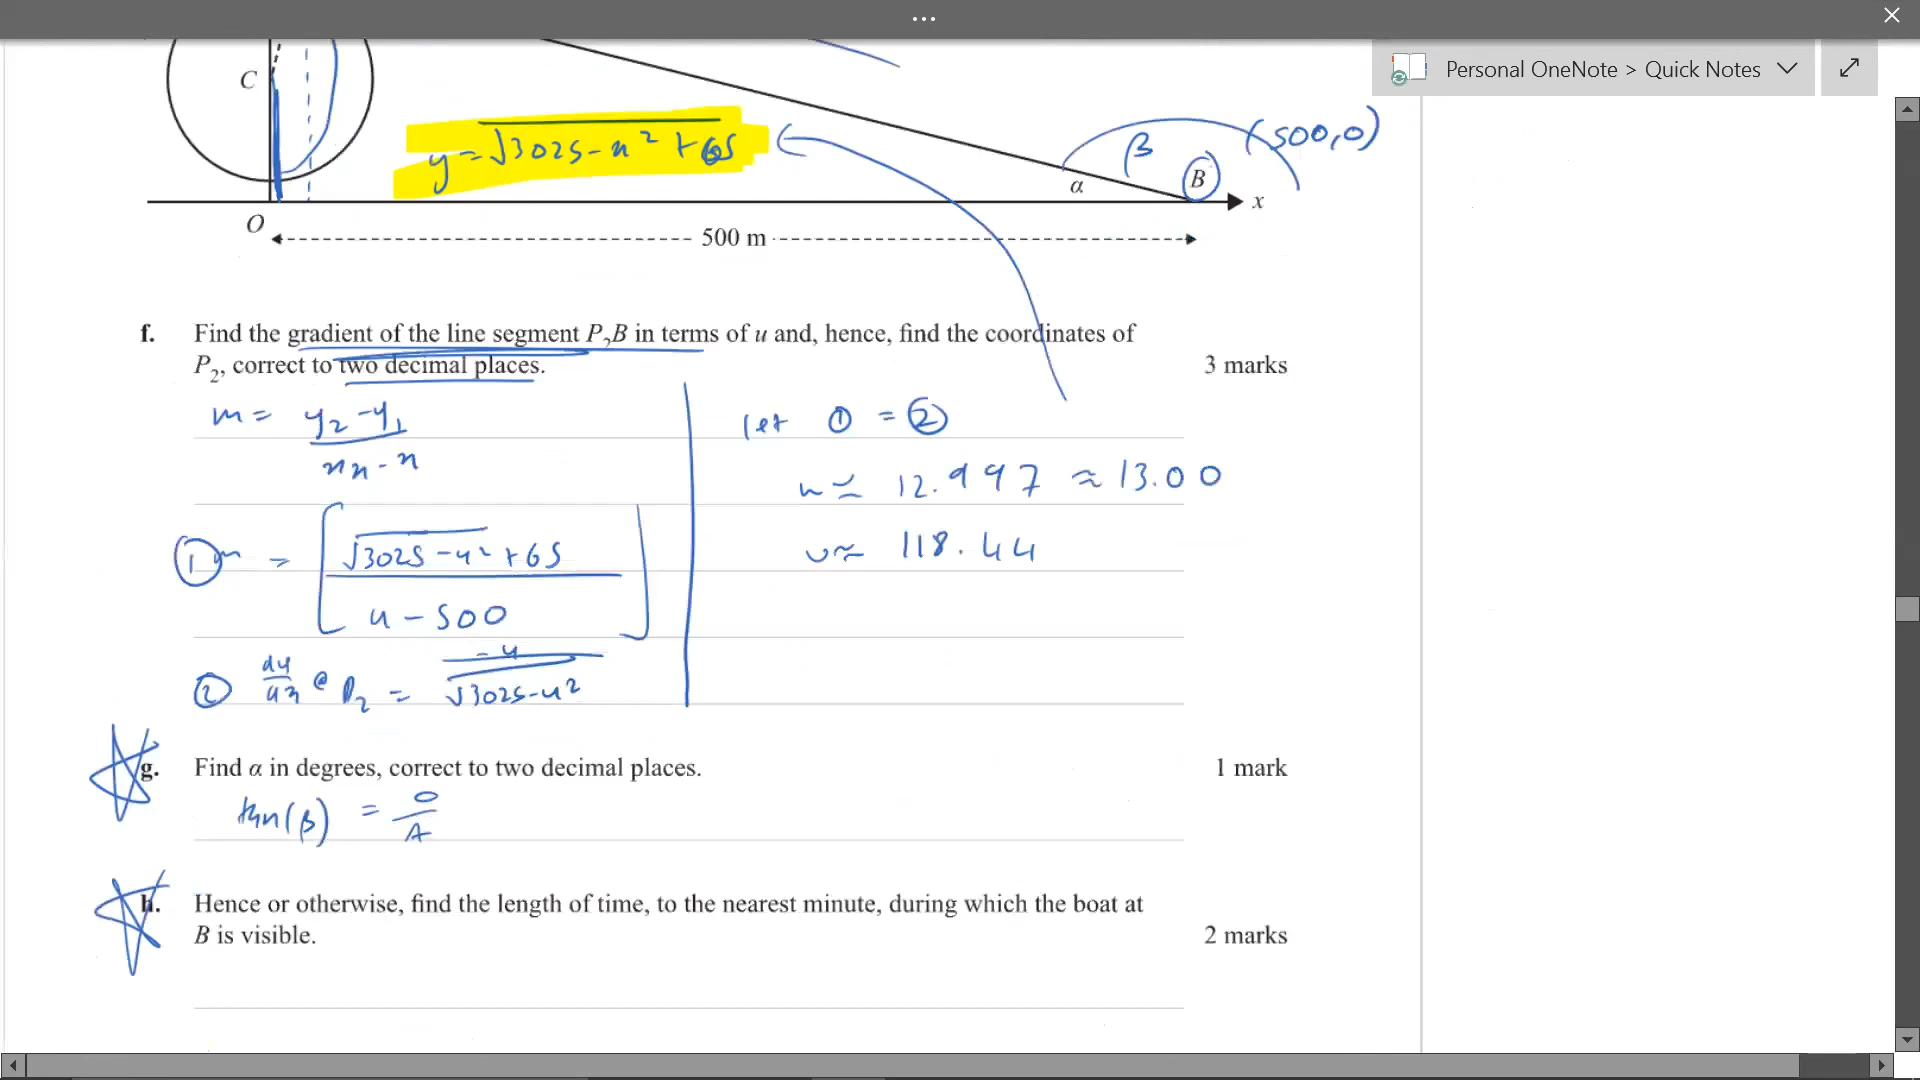 Personal OneNote > Quick Notes
C
y = √3025-x² + 65
β
(500,0)
α
B
x
O
500 m
f. Find the gradient of the line segment P₂B in terms of u and, hence, find the coordinates of
P₂, correct to two decimal places. 3 marks
m = y₂ - y₁
let ① = ②
u ≃ 12.997 ≈ 13.00
① m = [√3025-u² + 65
v ≈ 118.44
u - 500]
② dy/dx @ P₂ = -u/√3025-u²
g. Find α in degrees, correct to two decimal places. 1 mark
tan(β) = O/A
h. Hence or otherwise, find the length of time, to the nearest minute, during which the boat at
B is visible. 2 marks